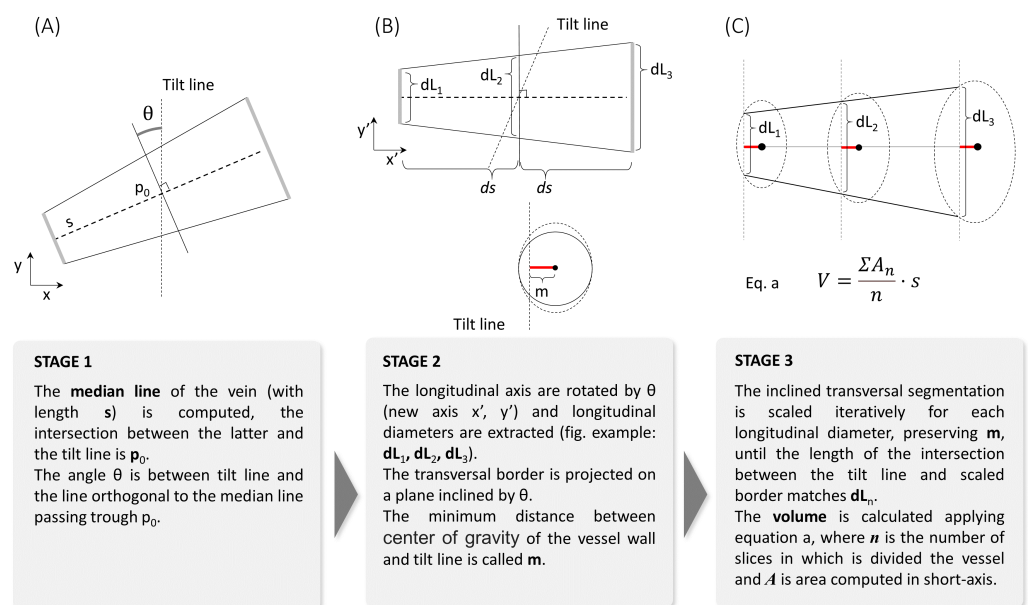 (A)
Tilt line
θ
p₀
s
y
x
(B)
Tilt line
dL₁
dL₂
dL₃
y’
x’
ds
ds
m
Tilt line
(C)
dL₁
dL₂
dL₃
Eq. a V = ΣAₙ / n · s
STAGE 1
The median line of the vein (with
length s) is computed, the
intersection between the latter and
the tilt line is p₀.
The angle θ is between tilt line and
the line orthogonal to the median line
passing trough p₀.
STAGE 2
The longitudinal axis are rotated by θ
(new axis x’, y’) and longitudinal
diameters are extracted (fig. example:
dL₁, dL₂, dL₃).
The transversal border is projected on
a plane inclined by θ.
The minimum distance between
center of gravity of the vessel wall
and tilt line is called m.
STAGE 3
The inclined transversal segmentation
is scaled iteratively for each
longitudinal diameter, preserving m,
until the length of the intersection
between the tilt line and scaled
border matches dLₙ.
The volume is calculated applying
equation a, where n is the number of
slices in which is divided the vessel
and A is area computed in short-axis.